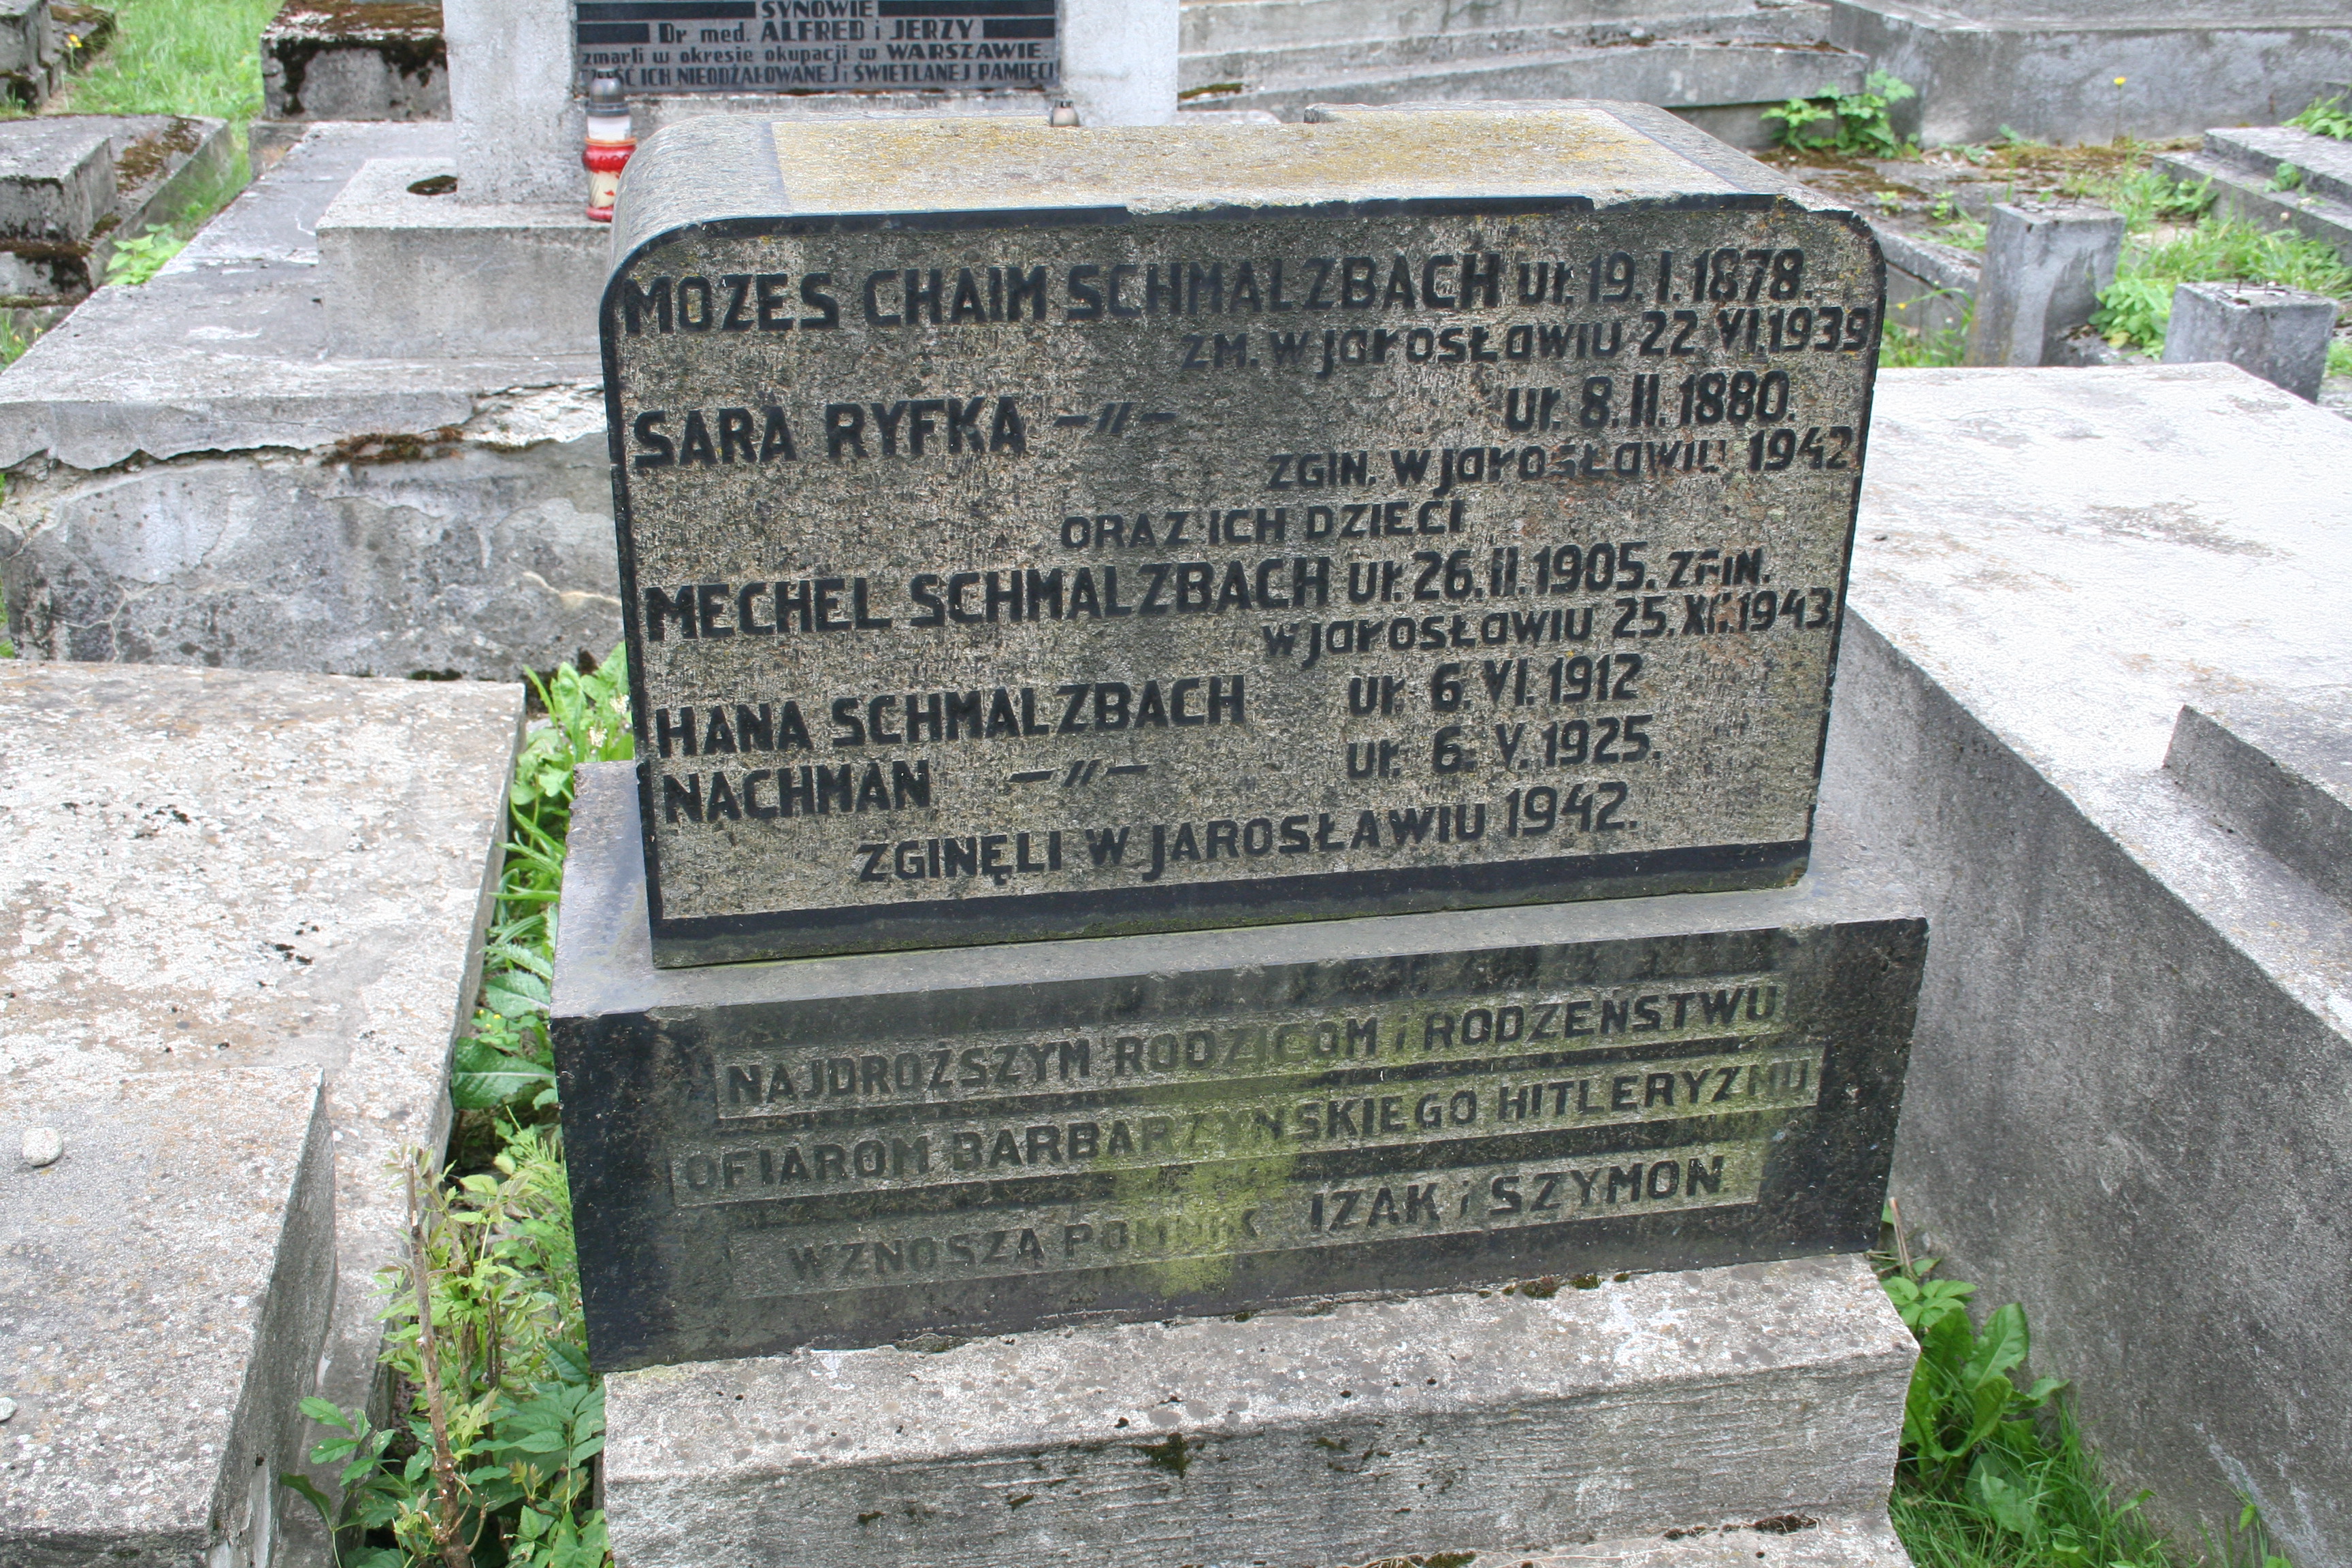 SYNOWIE
Dr med. ALFRED i JERZY
zmarli w okresie okupacji w WARSZAWIE.
CZEŚĆ ICH NIEODŻAŁOWANEJ i ŚWIETLANEJ PAMIĘCI
MOZES CHAIM SCHMALZBACH ur. 19. I. 1878.
ZM. W JAROSŁAWIU 22 VI. 1939
SARA RYFKA —〃— ur. 8. II. 1880.
ZGIN. W JAROSŁAWIU 1942
ORAZ ICH DZIECI
MECHEL SCHMALZBACH ur. 26. II. 1905. ZGIN.
W JAROSŁAWIU 25. XI. 1943
HANA SCHMALZBACH ur. 6. VI. 1912
NACHMAN —〃— ur. 6. V. 1925.
ZGINĘLI W JAROSŁAWIU 1942.
NAJDROŻSZYM RODZICOM i RODZEŃSTWU
OFIAROM BARBARZYŃSKIEGO HITLERYZMU
WZNOSZĄ POMNIK IZAK i SZYMON.